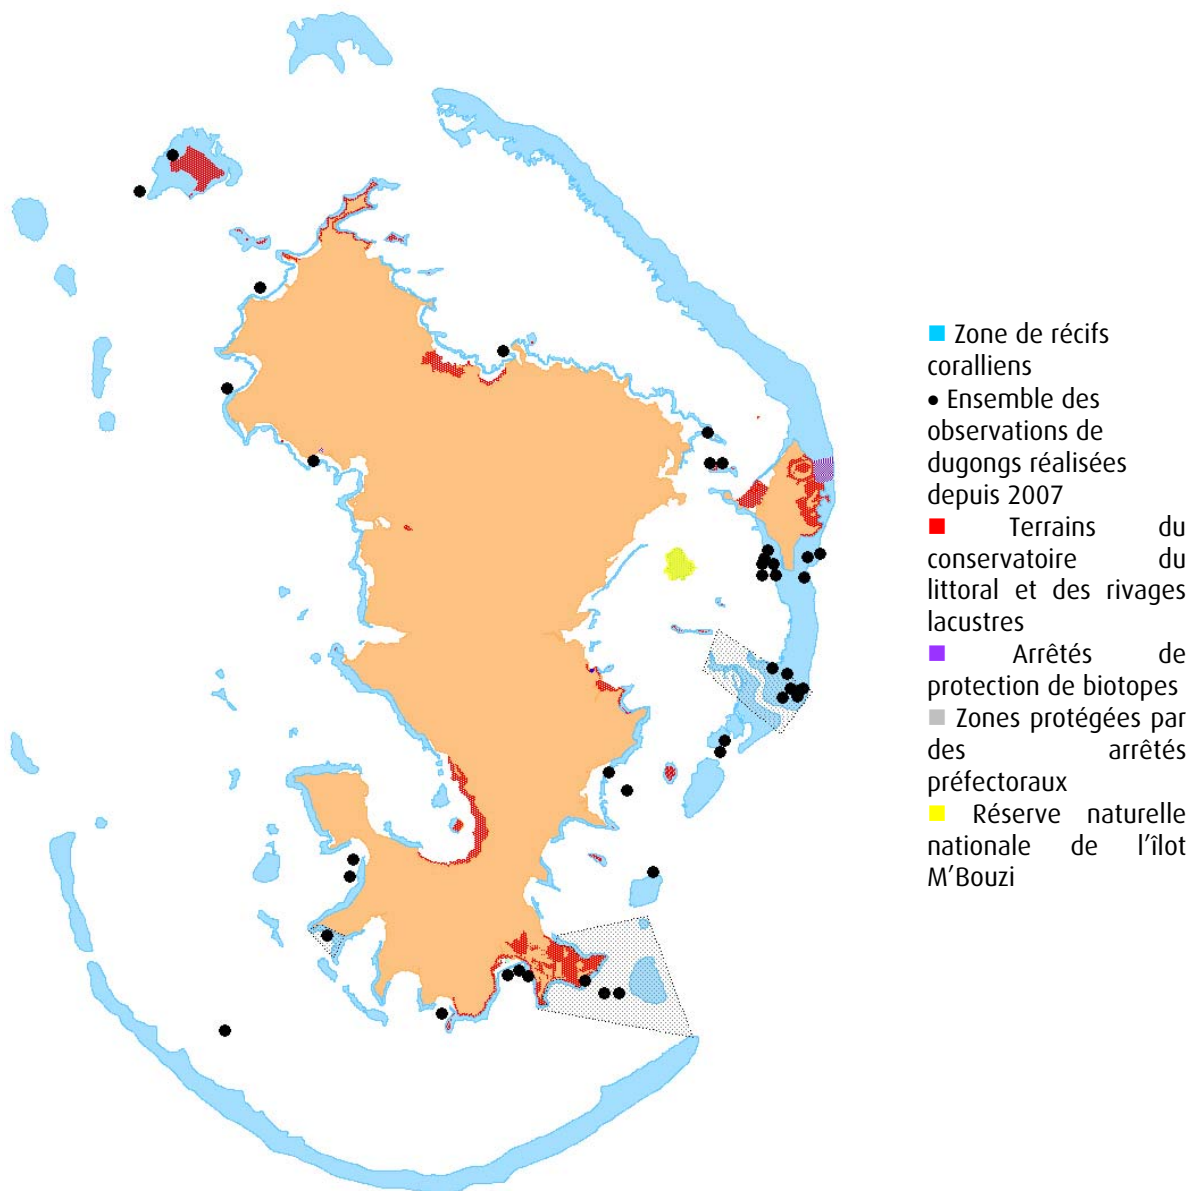 Zone de récifs
coralliens
• Ensemble des
observations de
dugongs réalisées
depuis 2007
Terrains du
conservatoire du
littoral et des rivages
lacustres
Arrêtés de
protection de biotopes
Zones protégées par
des arrêtés
préfectoraux
Réserve naturelle
nationale de l'îlot
M'Bouzi